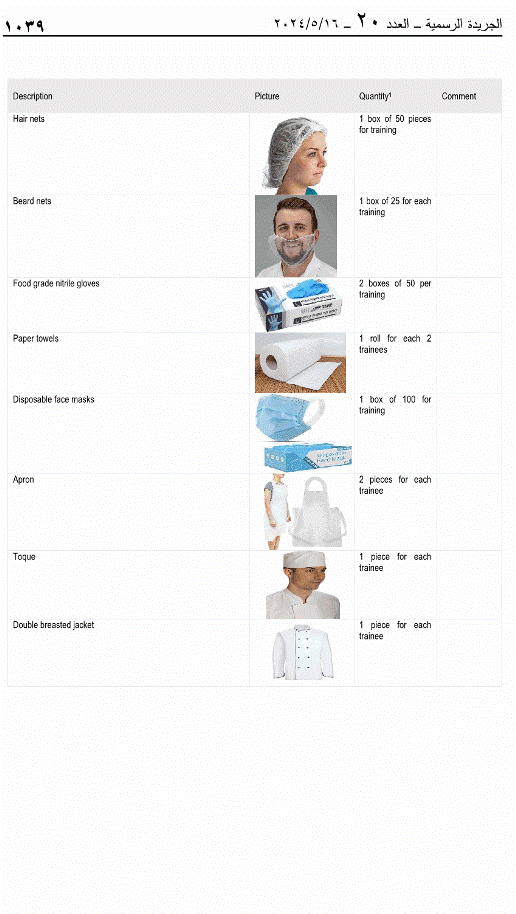 ١٠٣٩ الجريدة الرسمية ـ العدد ٢٠ ـ ٢٠٢٤/٥/١٦
Description Picture Quantity¹ Comment
Hair nets 1 box of 50 pieces
for training
Beard nets 1 box of 25 for each
training
Food grade nitrile gloves 2 boxes of 50 per
training
Paper towels 1 roll for each 2
trainees
Disposable face masks 1 box of 100 for
training
Apron 2 pieces for each
trainee
Toque 1 piece for each
trainee
Double breasted jacket 1 piece for each
trainee